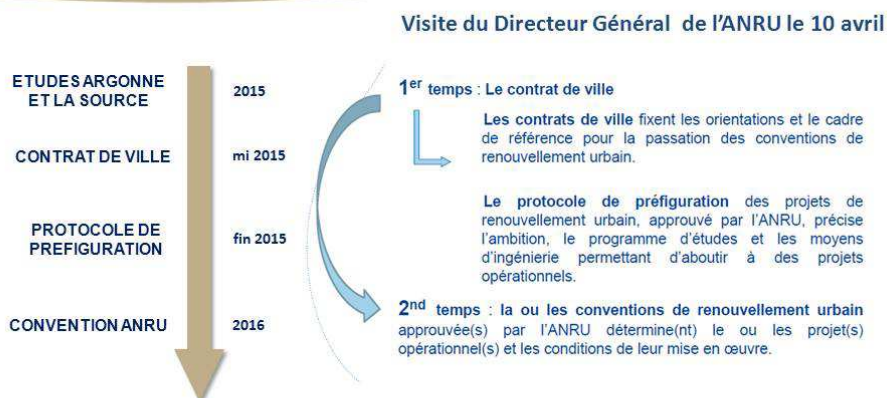 Visite du Directeur Général de l'ANRU le 10 avril
ETUDES ARGONNE
ET LA SOURCE
2015
CONTRAT DE VILLE
mi 2015
PROTOCOLE DE
PREFIGURATION
fin 2015
CONVENTION ANRU
2016
1er temps : Le contrat de ville
Les contrats de ville fixent les orientations et le cadre
de référence pour la passation des conventions de
renouvellement urbain.
Le protocole de préfiguration des projets de
renouvellement urbain, approuvé par l'ANRU, précise
l'ambition, le programme d'études et les moyens
d'ingénierie permettant d'aboutir à des projets
opérationnels.
2nd temps : la ou les conventions de renouvellement urbain
approuvée(s) par l'ANRU détermine(nt) le ou les projet(s)
opérationnel(s) et les conditions de leur mise en œuvre.